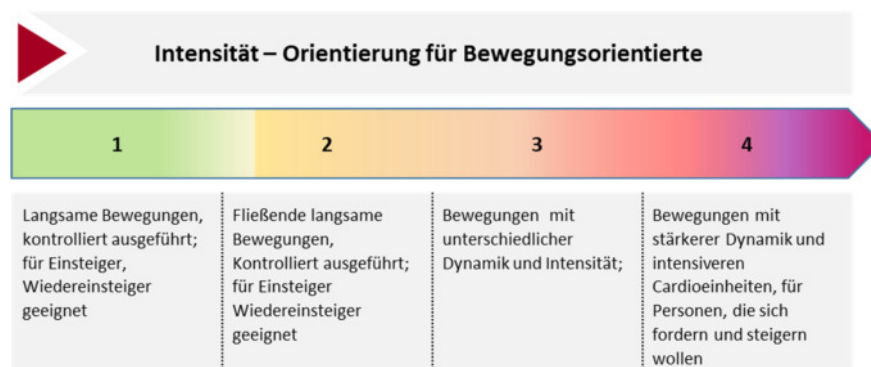 Intensität – Orientierung für Bewegungsorientierte
1
2
3
4
Langsame Bewegungen,
kontrolliert ausgeführt;
für Einsteiger,
Wiedereinsteiger
geeignet
Fließende langsame
Bewegungen,
Kontrolliert ausgeführt;
für Einsteiger
Wiedereinsteiger
geeignet
Bewegungen mit
unterschiedlicher
Dynamik und Intensität;
Bewegungen mit
stärkerer Dynamik und
intensiveren
Cardioeinheiten, für
Personen, die sich
fordern und steigern
wollen